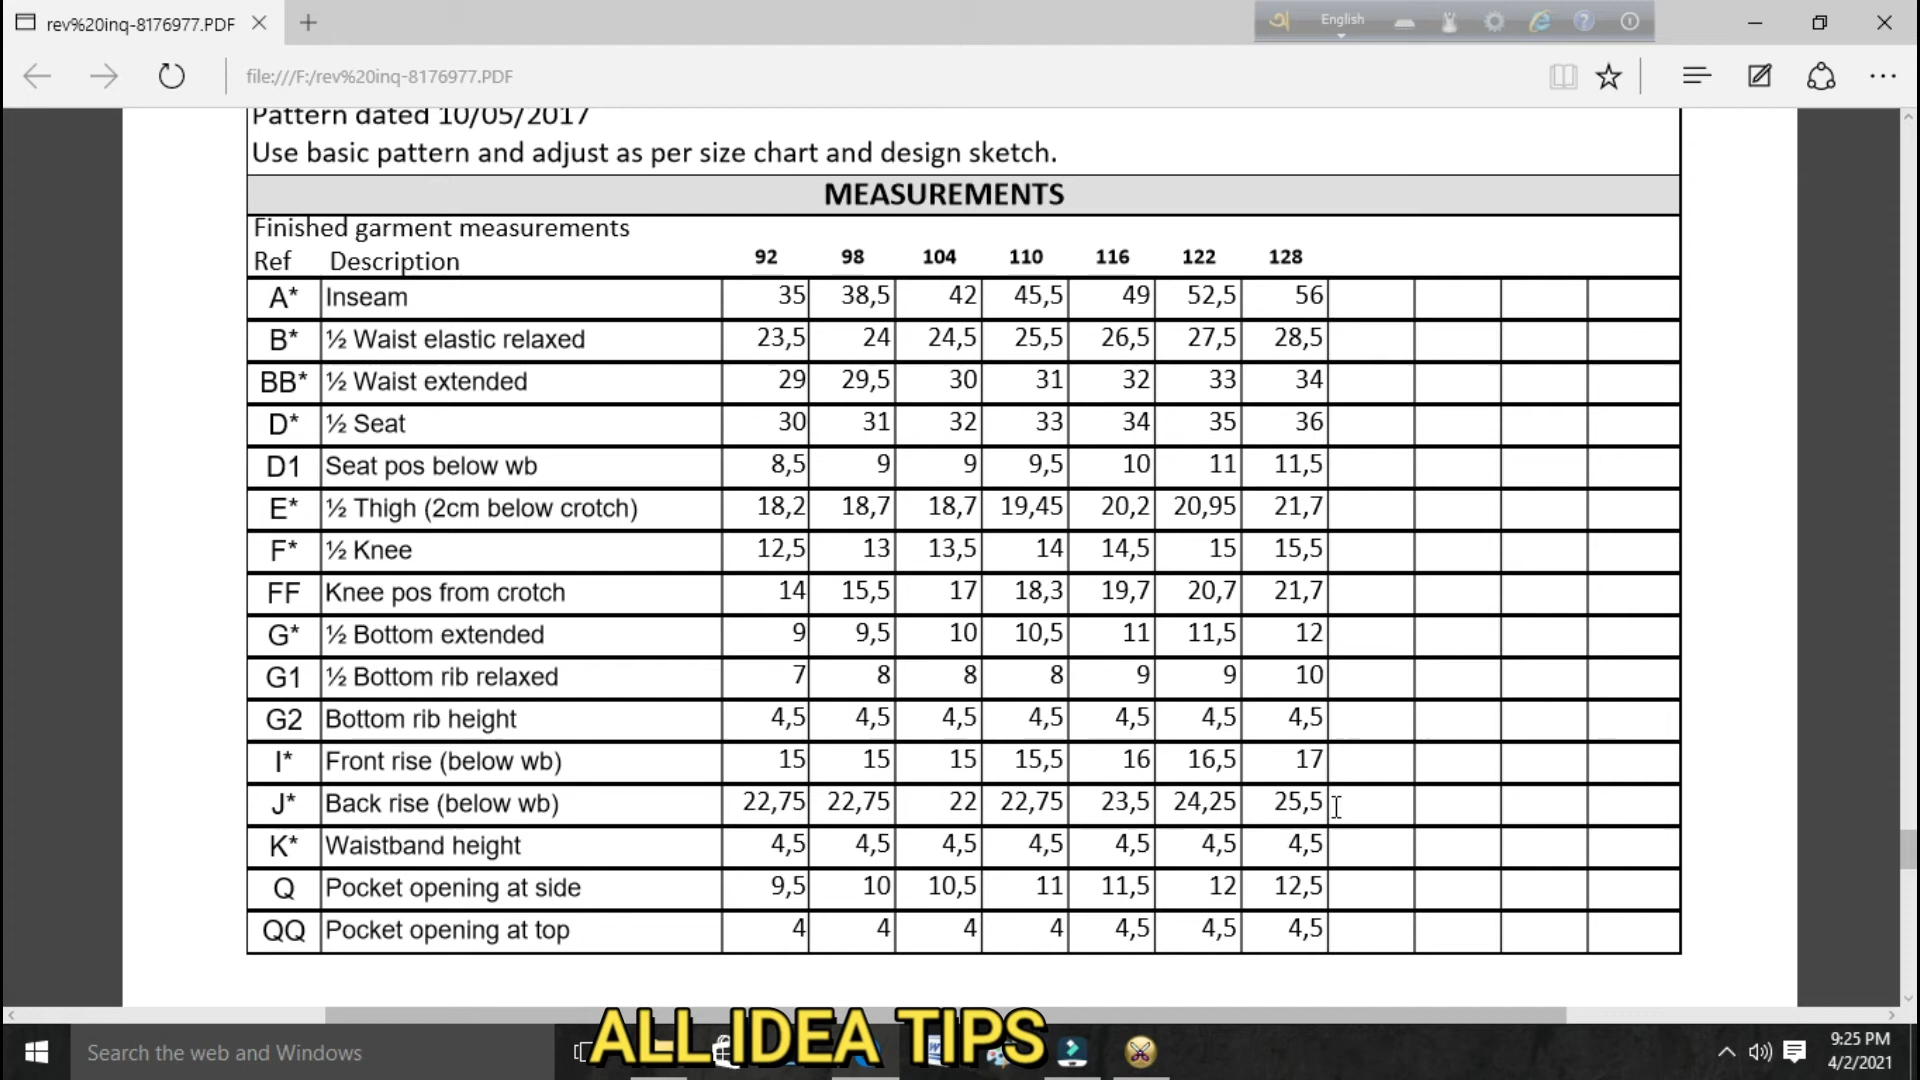 rev%20inq-8176977.PDF
English
file:///F:/rev%20inq-8176977.PDF
Pattern dated 10/05/2017
Use basic pattern and adjust as per size chart and design sketch.
MEASUREMENTS
Finished garment measurements
Ref Description 92 98 104 110 116 122 128
A* Inseam 35 38,5 42 45,5 49 52,5 56
B* ½ Waist elastic relaxed 23,5 24 24,5 25,5 26,5 27,5 28,5
BB* ½ Waist extended 29 29,5 30 31 32 33 34
D* ½ Seat 30 31 32 33 34 35 36
D1 Seat pos below wb 8,5 9 9 9,5 10 11 11,5
E* ½ Thigh (2cm below crotch) 18,2 18,7 18,7 19,45 20,2 20,95 21,7
F* ½ Knee 12,5 13 13,5 14 14,5 15 15,5
FF Knee pos from crotch 14 15,5 17 18,3 19,7 20,7 21,7
G* ½ Bottom extended 9 9,5 10 10,5 11 11,5 12
G1 ½ Bottom rib relaxed 7 8 8 8 9 9 10
G2 Bottom rib height 4,5 4,5 4,5 4,5 4,5 4,5 4,5
I* Front rise (below wb) 15 15 15 15,5 16 16,5 17
J* Back rise (below wb) 22,75 22,75 22 22,75 23,5 24,25 25,5
K* Waistband height 4,5 4,5 4,5 4,5 4,5 4,5 4,5
Q Pocket opening at side 9,5 10 10,5 11 11,5 12 12,5
QQ Pocket opening at top 4 4 4 4 4,5 4,5 4,5
ALL IDEA TIPS
Search the web and Windows
9:25 PM
4/2/2021